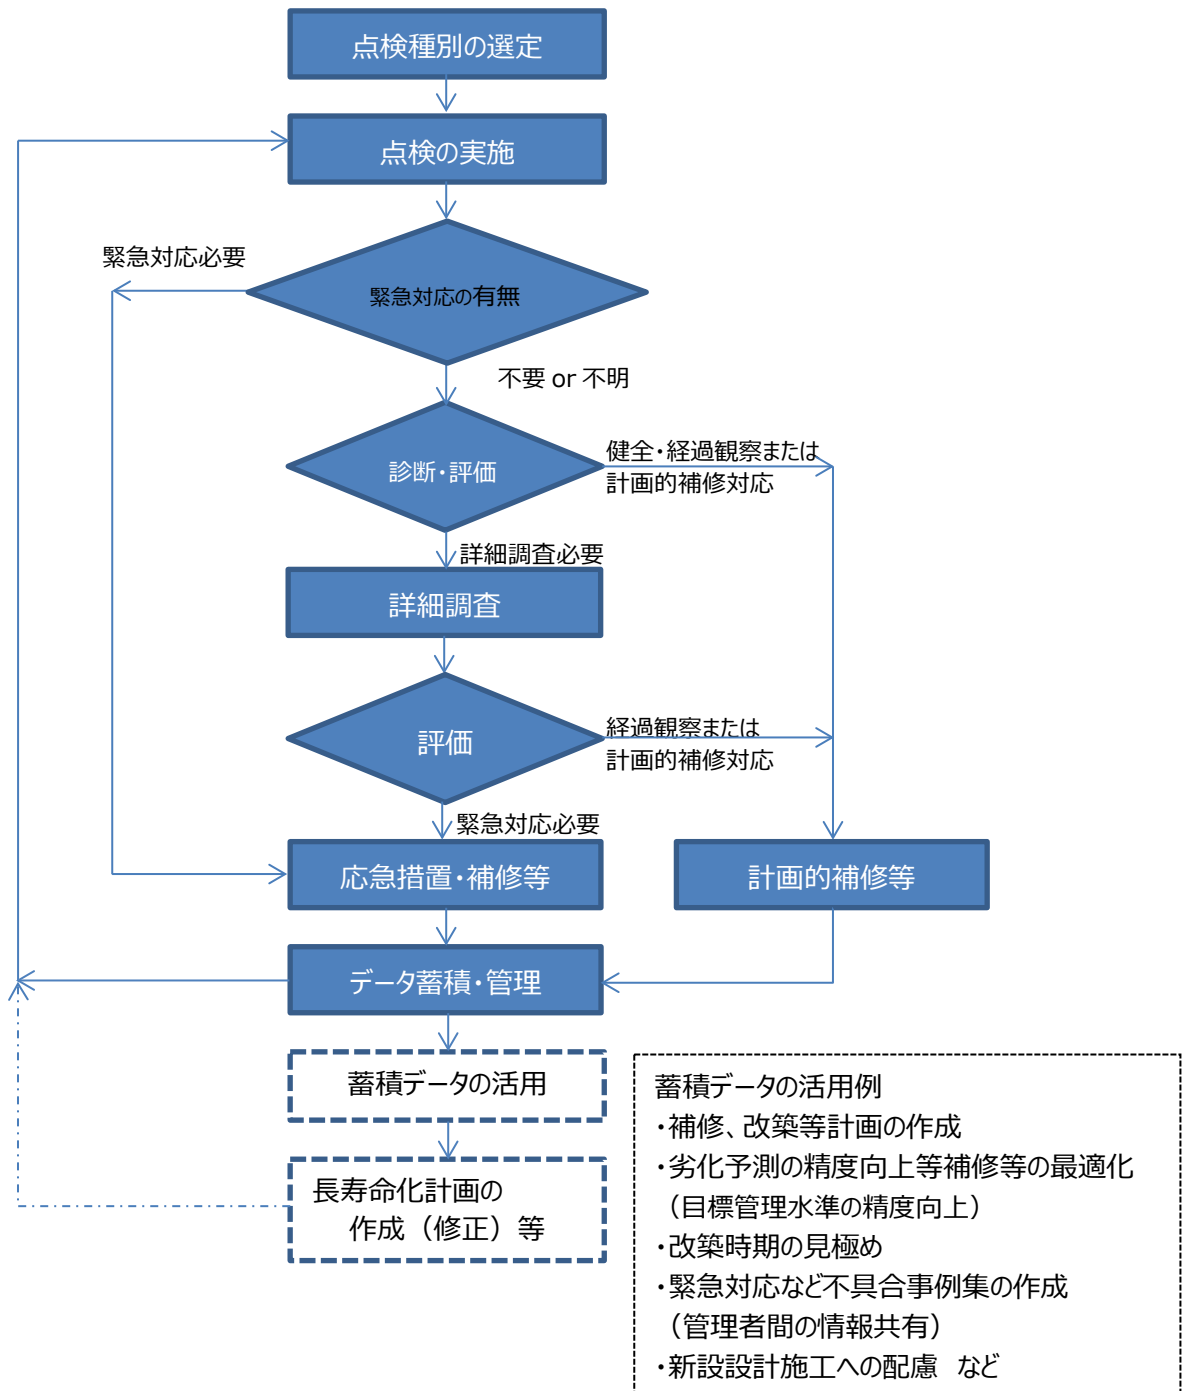 点検種別の選定
点検の実施
緊急対応必要
緊急対応の有無
不要 or 不明
診断・評価
健全・経過観察または
計画的補修対応
詳細調査必要
詳細調査
評価
経過観察または
計画的補修対応
緊急対応必要
応急措置・補修等
計画的補修等
データ蓄積・管理
蓄積データの活用
長寿命化計画の
作成（修正）等
蓄積データの活用例
・補修、改築等計画の作成
・劣化予測の精度向上等補修等の最適化
（目標管理水準の精度向上）
・改築時期の見極め
・緊急対応など不具合事例集の作成
（管理者間の情報共有）
・新設設計施工への配慮　など